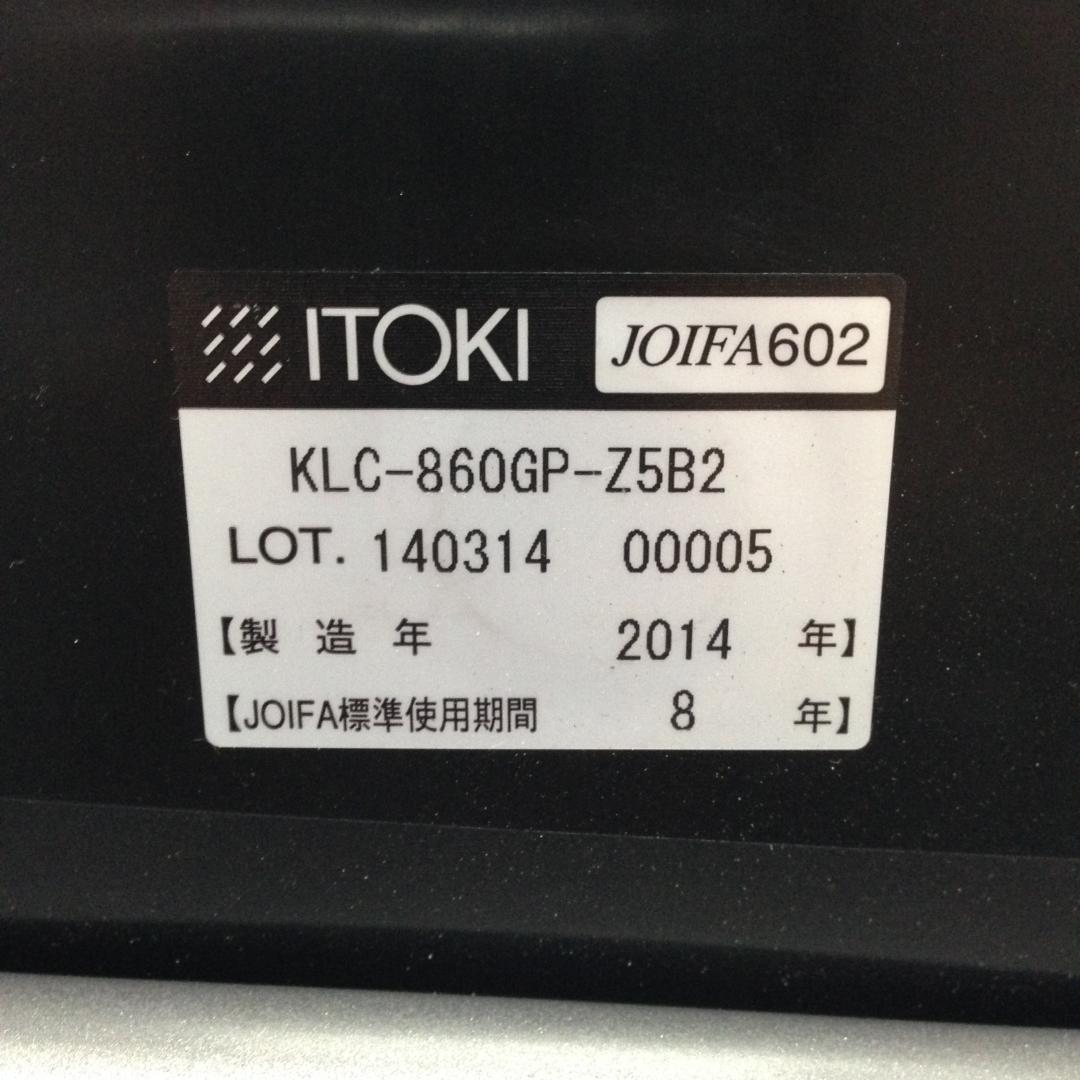 ITOKI JOIFA602
KLC-860GP-Z5B2
LOT. 140314 00005
【製 造 年 2014 年】
【JOIFA標準使用期間 8 年】